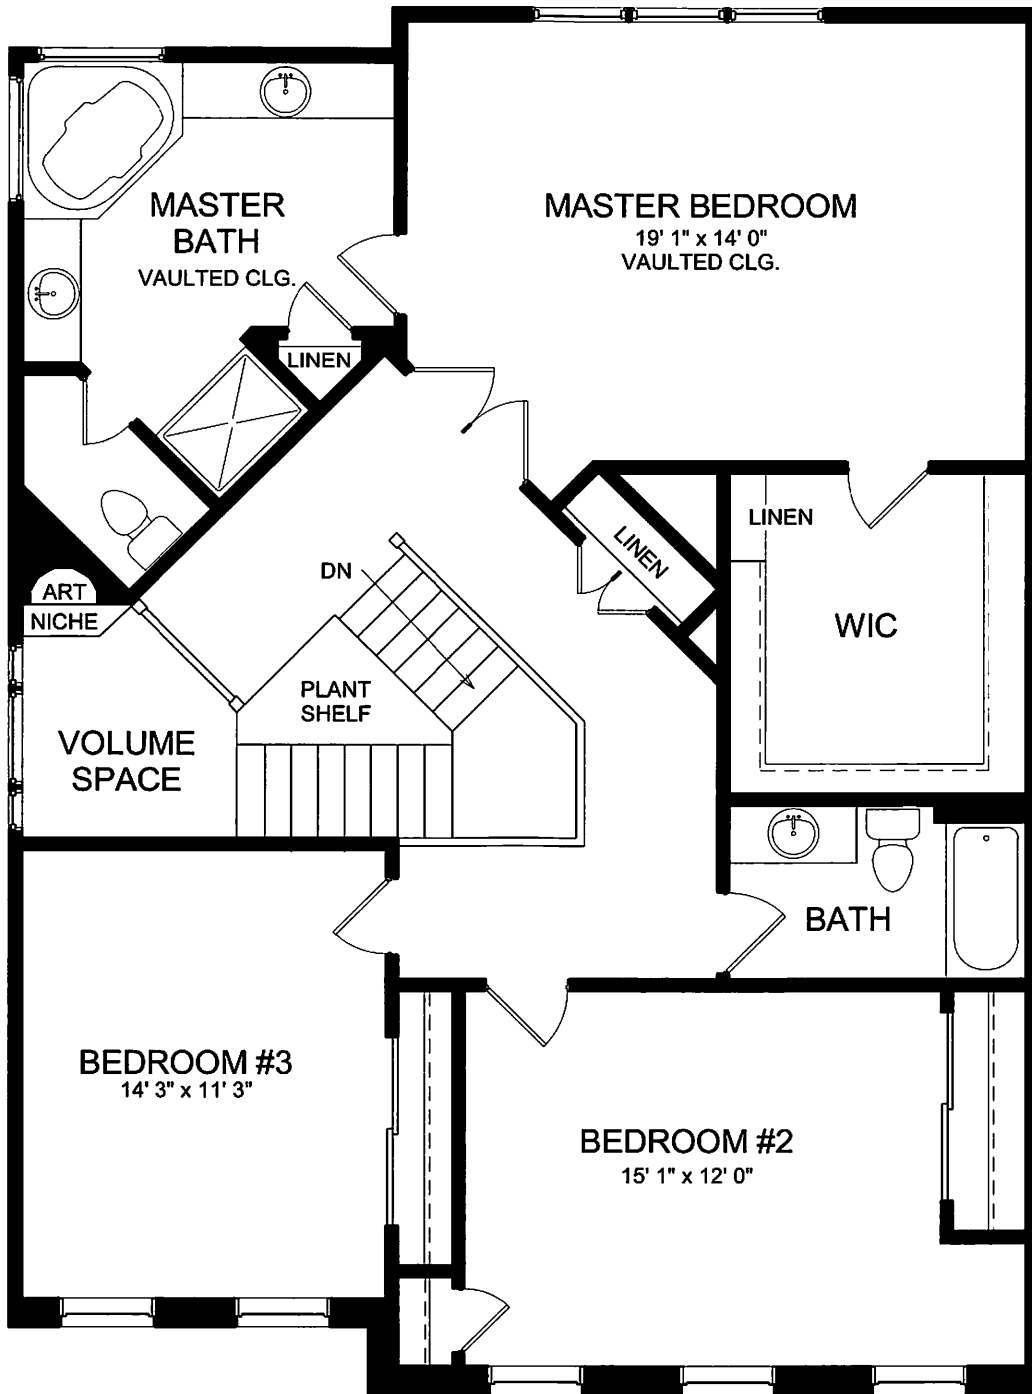 MASTER
BATH
VAULTED CLG.
MASTER BEDROOM
19' 1" x 14' 0"
VAULTED CLG.
LINEN
LINEN
LINEN
WIC
DN
ART
NICHE
PLANT
SHELF
VOLUME
SPACE
BATH
BEDROOM #3
14' 3" x 11' 3"
BEDROOM #2
15' 1" x 12' 0"